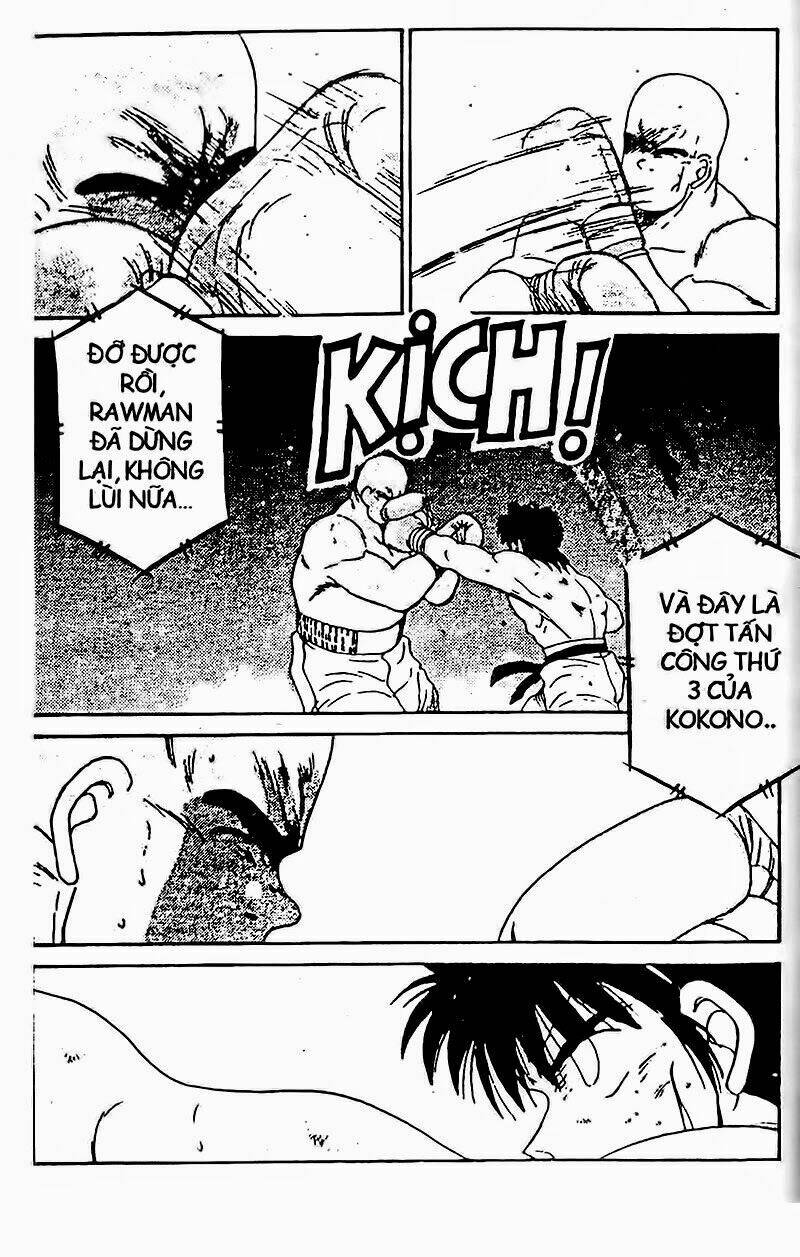 KỊCH!
ĐỠ ĐƯỢC
RỒI,
RAWMAN
ĐÃ DỪNG
LẠI, KHÔNG
LÙI NỮA...
VÀ ĐÂY LÀ
ĐỢT TẤN
CÔNG THỨ
3 CỦA
KOKONO..